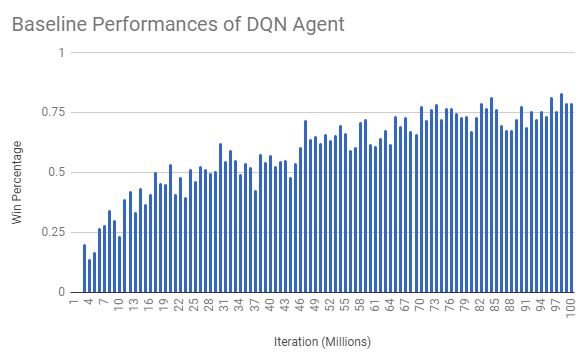 Baseline Performances of DQN Agent
1
0.75
0.5
0.25
0
Win Percentage
1 4 7 10 13 16 19 22 25 28 31 34 37 40 43 46 49 52 55 58 61 64 67 70 73 76 79 82 85 88 91 94 97 100
Iteration (Millions)